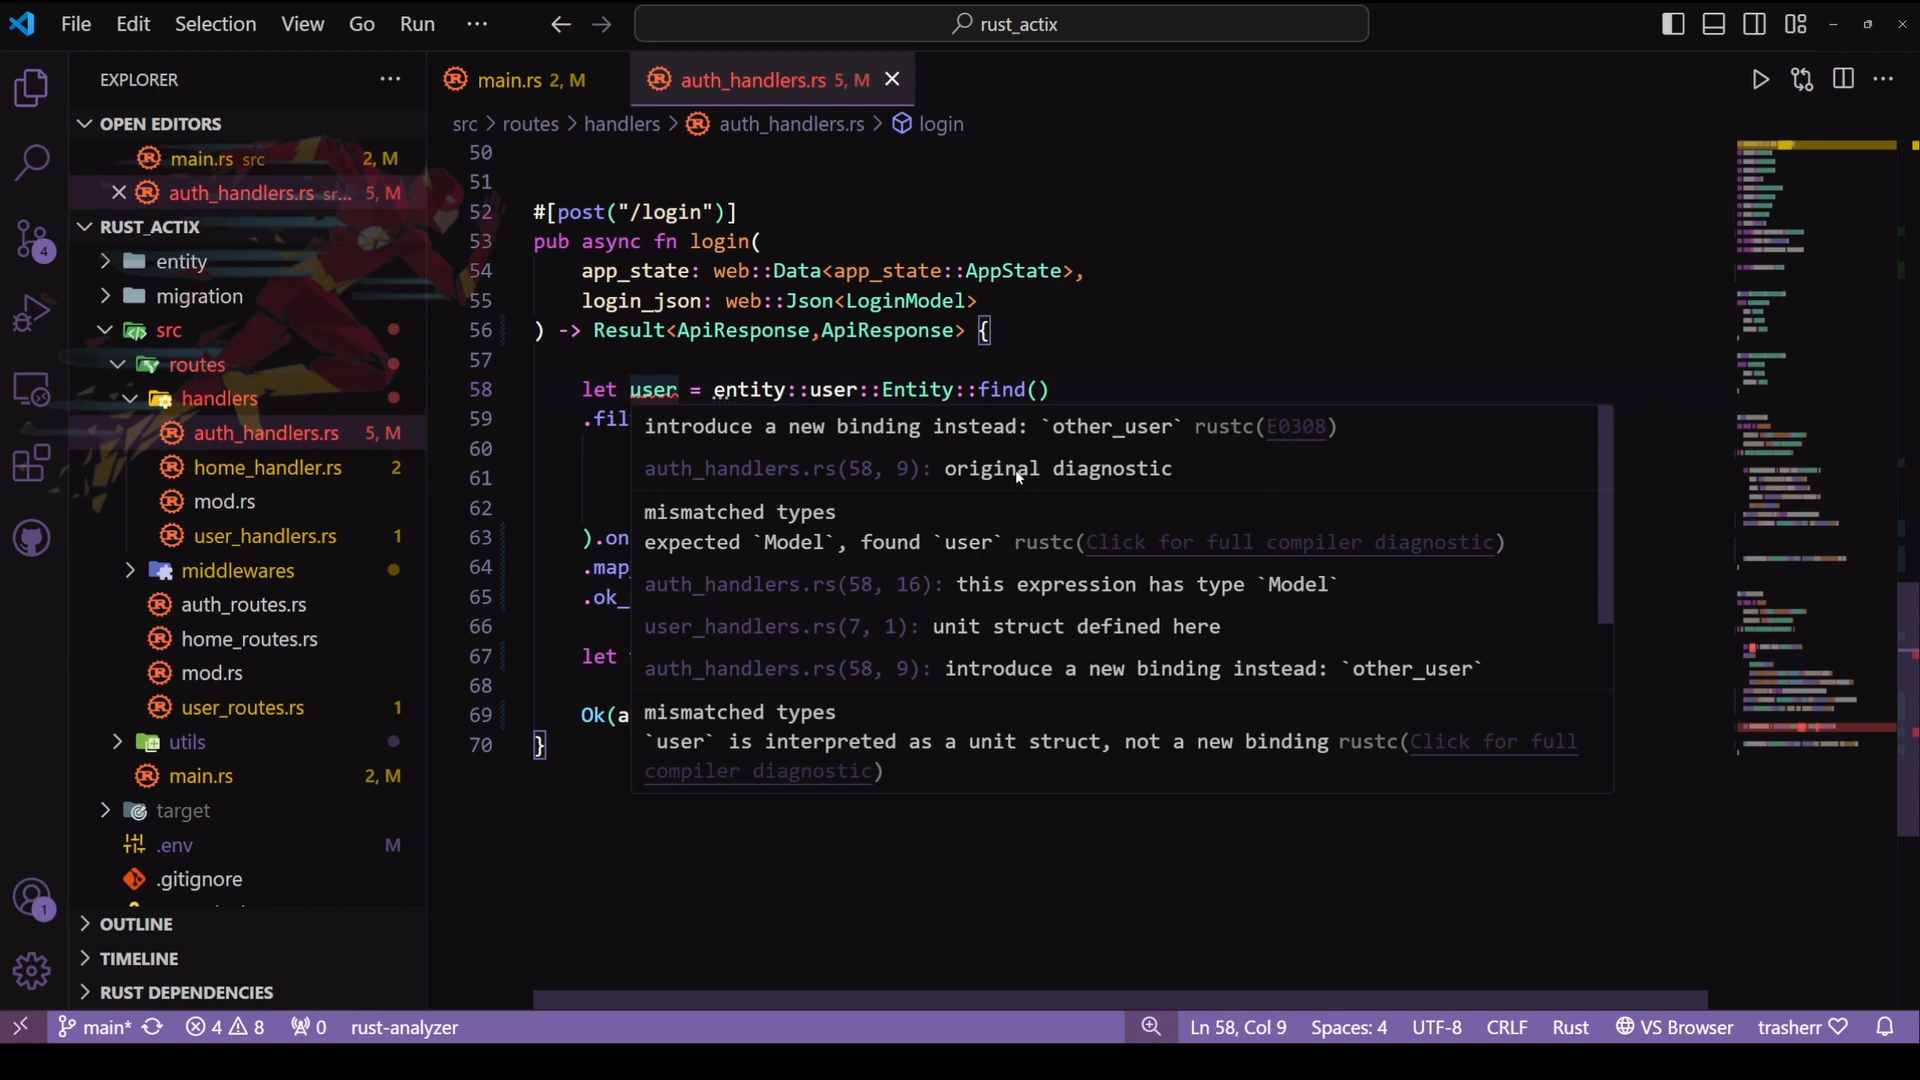 File Edit Selection View Go Run ··· rust_actix
EXPLORER ···
OPEN EDITORS
main.rs src 2, M
auth_handlers.rs sr... 5, M
RUST_ACTIX
entity
migration
src
routes
handlers
auth_handlers.rs 5, M
home_handler.rs 2
mod.rs
user_handlers.rs 1
middlewares
auth_routes.rs
home_routes.rs
mod.rs
user_routes.rs 1
utils
main.rs 2, M
target
.env M
.gitignore
OUTLINE
TIMELINE
RUST DEPENDENCIES
4
1
main.rs 2, M auth_handlers.rs 5, M
src > routes > handlers > auth_handlers.rs > login
50
51
52 #[post("/login")]
53 pub async fn login(
54 app_state: web::Data<app_state::AppState>,
55 login_json: web::Json<LoginModel>
56 ) -> Result<ApiResponse,ApiResponse> {
57
58 let user = entity::user::Entity::find()
59 .fil
60
61
62
63 ).on
64 .map
65 .ok_
66
67 let
68
69 Ok(a
70 }
introduce a new binding instead: `other_user` rustc(E0308)
auth_handlers.rs(58, 9): original diagnostic
mismatched types
expected `Model`, found `user` rustc(Click for full compiler diagnostic)
auth_handlers.rs(58, 16): this expression has type `Model`
user_handlers.rs(7, 1): unit struct defined here
auth_handlers.rs(58, 9): introduce a new binding instead: `other_user`
mismatched types
`user` is interpreted as a unit struct, not a new binding rustc(Click for full
compiler diagnostic)
main* 4 8 0 rust-analyzer Ln 58, Col 9 Spaces: 4 UTF-8 CRLF Rust VS Browser trasherr